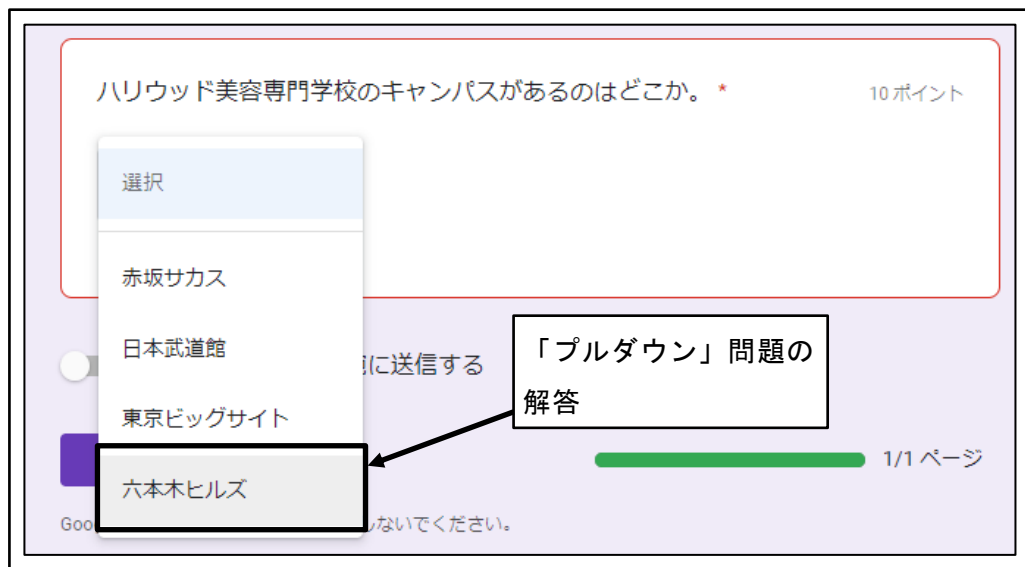 ハリウッド美容専門学校のキャンパスがあるのはどこか。 *
10 ポイント
選択
赤坂サカス
日本武道館
に送信する
「プルダウン」問題の
解答
東京ビッグサイト
1/1 ページ
六本木ヒルズ
Goo
ないでください。